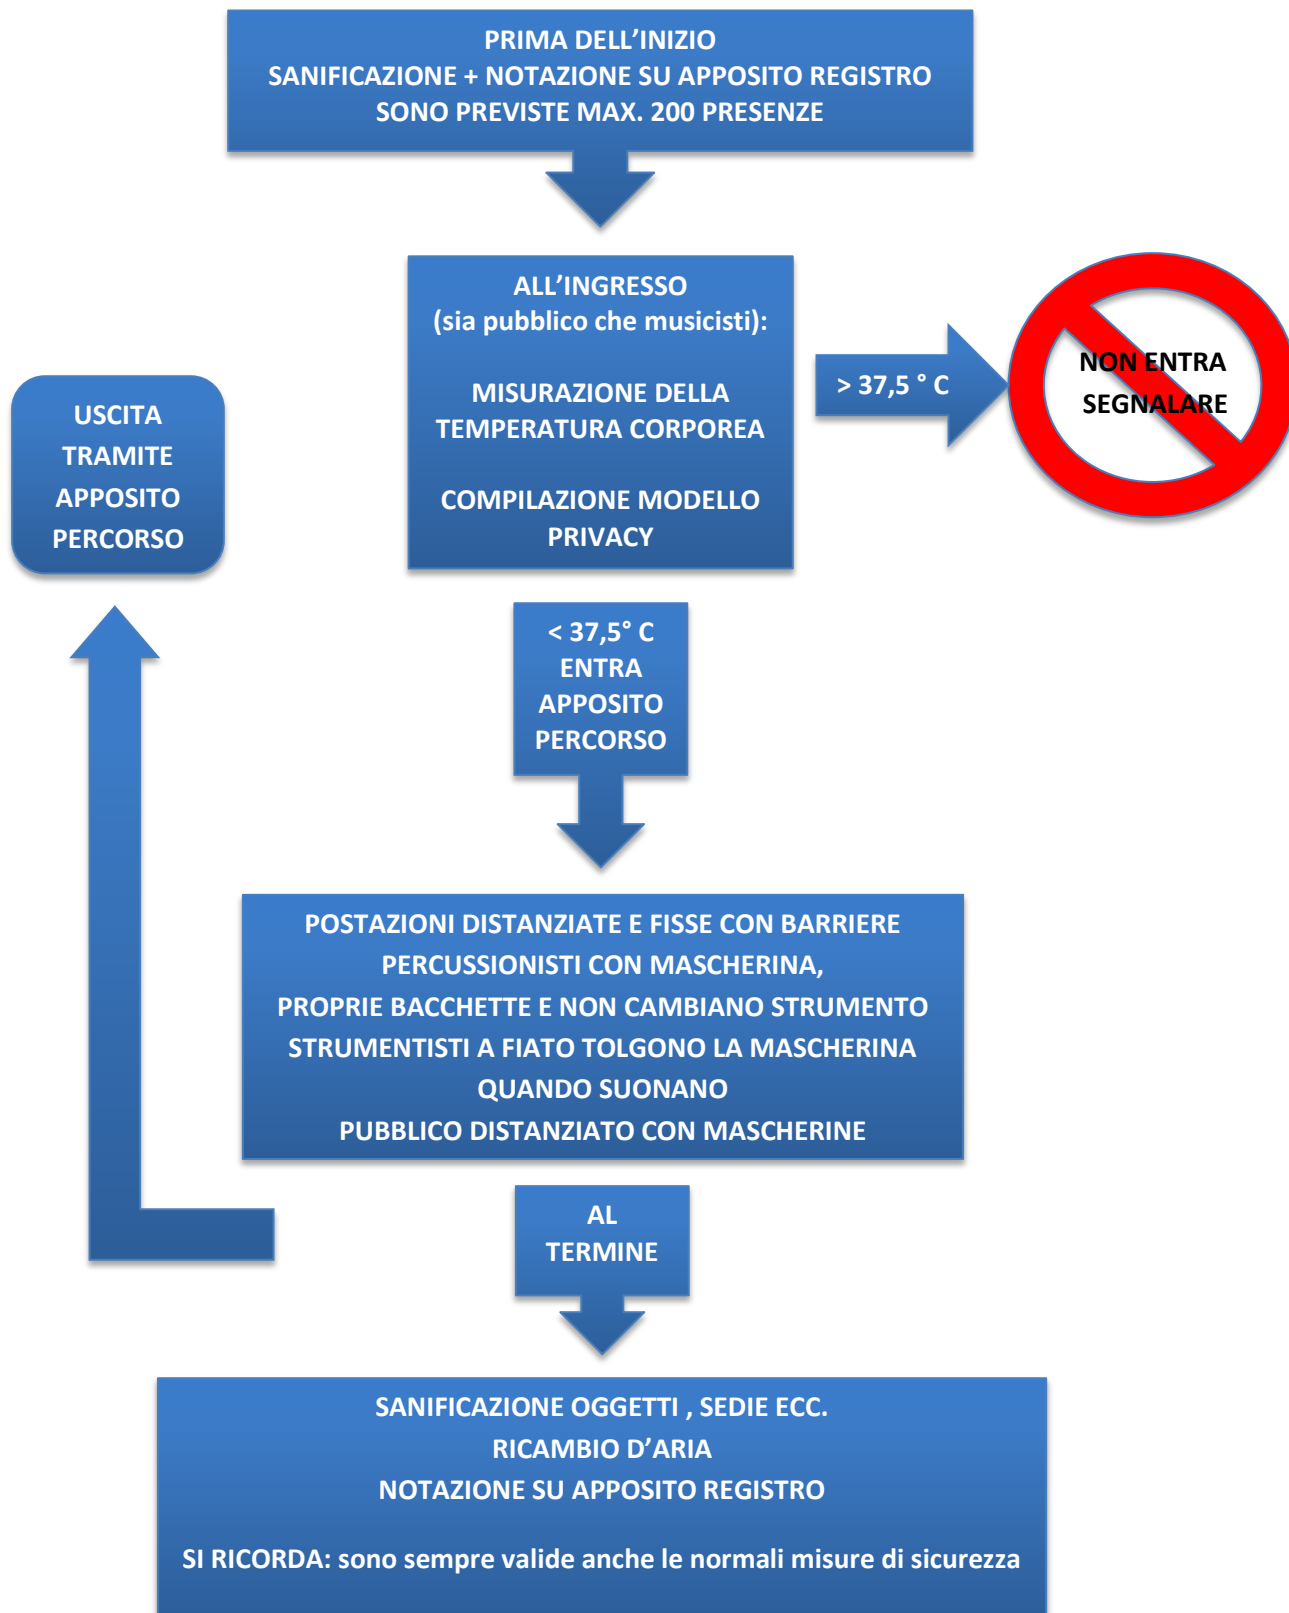 PRIMA DELL’INIZIO
SANIFICAZIONE + NOTAZIONE SU APPOSITO REGISTRO
SONO PREVISTE MAX. 200 PRESENZE
ALL’INGRESSO
(sia pubblico che musicisti):
MISURAZIONE DELLA
TEMPERATURA CORPOREA
COMPILAZIONE MODELLO
PRIVACY
> 37,5 ° C
NON ENTRA
SEGNALARE
USCITA
TRAMITE
APPOSITO
PERCORSO
< 37,5° C
ENTRA
APPOSITO
PERCORSO
POSTAZIONI DISTANZIATE E FISSE CON BARRIERE
PERCUSSIONISTI CON MASCHERINA,
PROPRIE BACCHETTE E NON CAMBIANO STRUMENTO
STRUMENTISTI A FIATO TOLGONO LA MASCHERINA
QUANDO SUONANO
PUBBLICO DISTANZIATO CON MASCHERINE
AL
TERMINE
SANIFICAZIONE OGGETTI , SEDIE ECC.
RICAMBIO D’ARIA
NOTAZIONE SU APPOSITO REGISTRO
SI RICORDA: sono sempre valide anche le normali misure di sicurezza